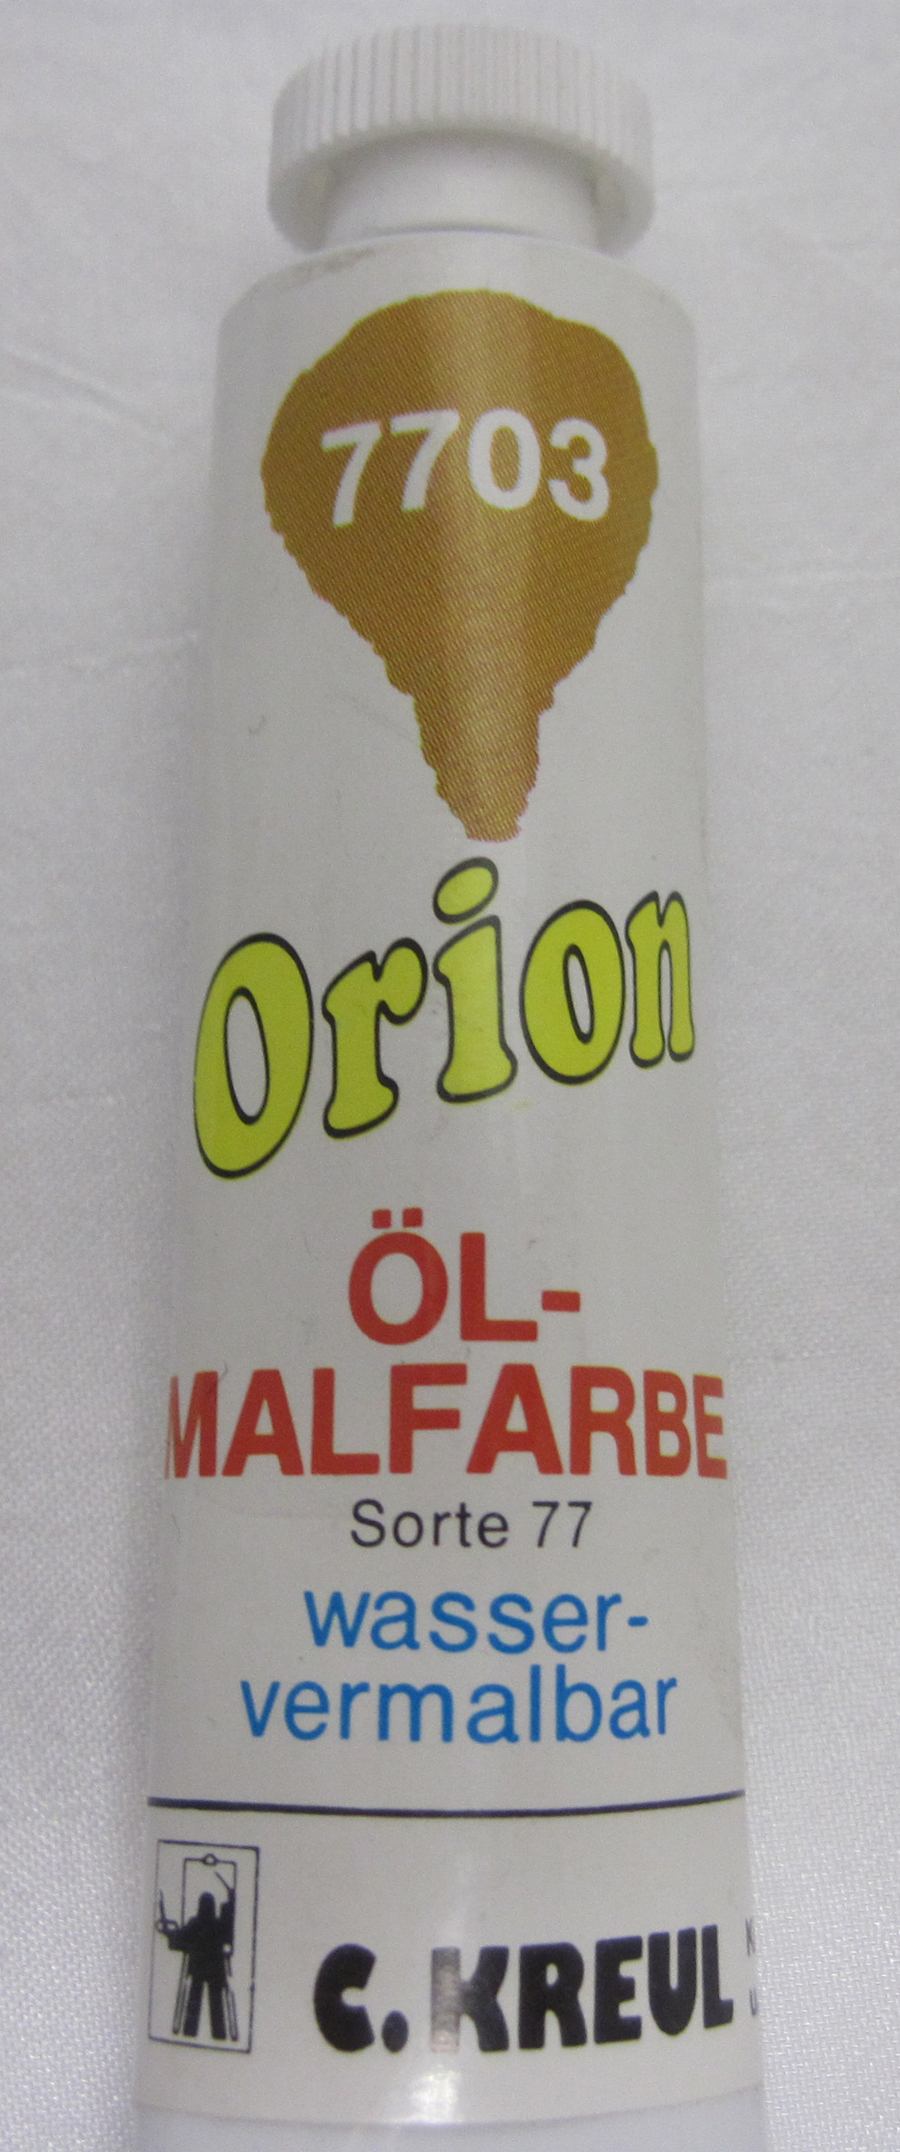 7703
Orion
ÖL-
MALFARBE
Sorte 77
wasser-
vermalbar
C. KREUL